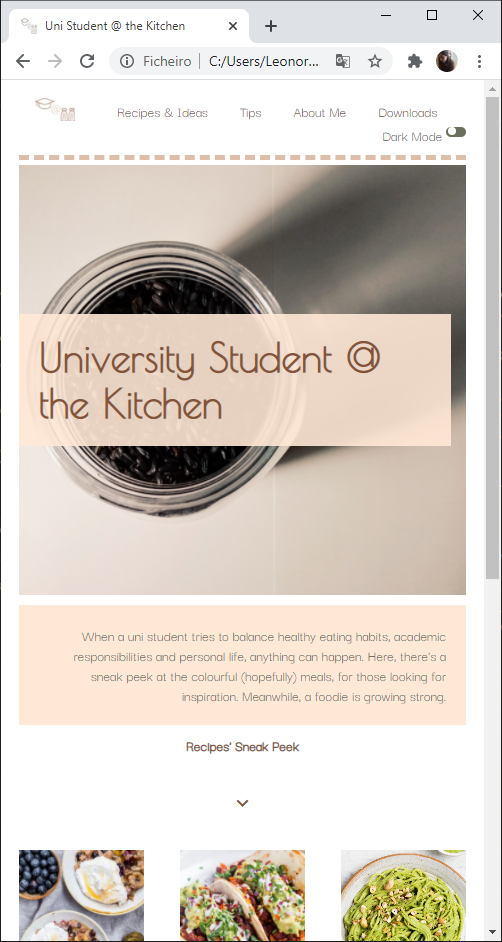 Uni Student @ the Kitchen
Ficheiro
C:/Users/Leonor...
Recipes & Ideas
Tips
About Me
Downloads
Dark Mode
University Student @
the Kitchen
When a uni student tries to balance healthy eating habits, academic
responsibilities and personal life, anything can happen. Here, there's a
sneak peek at the colourful (hopefully) meals, for those looking for
inspiration. Meanwhile, a foodie is growing strong.
Recipes' Sneak Peek